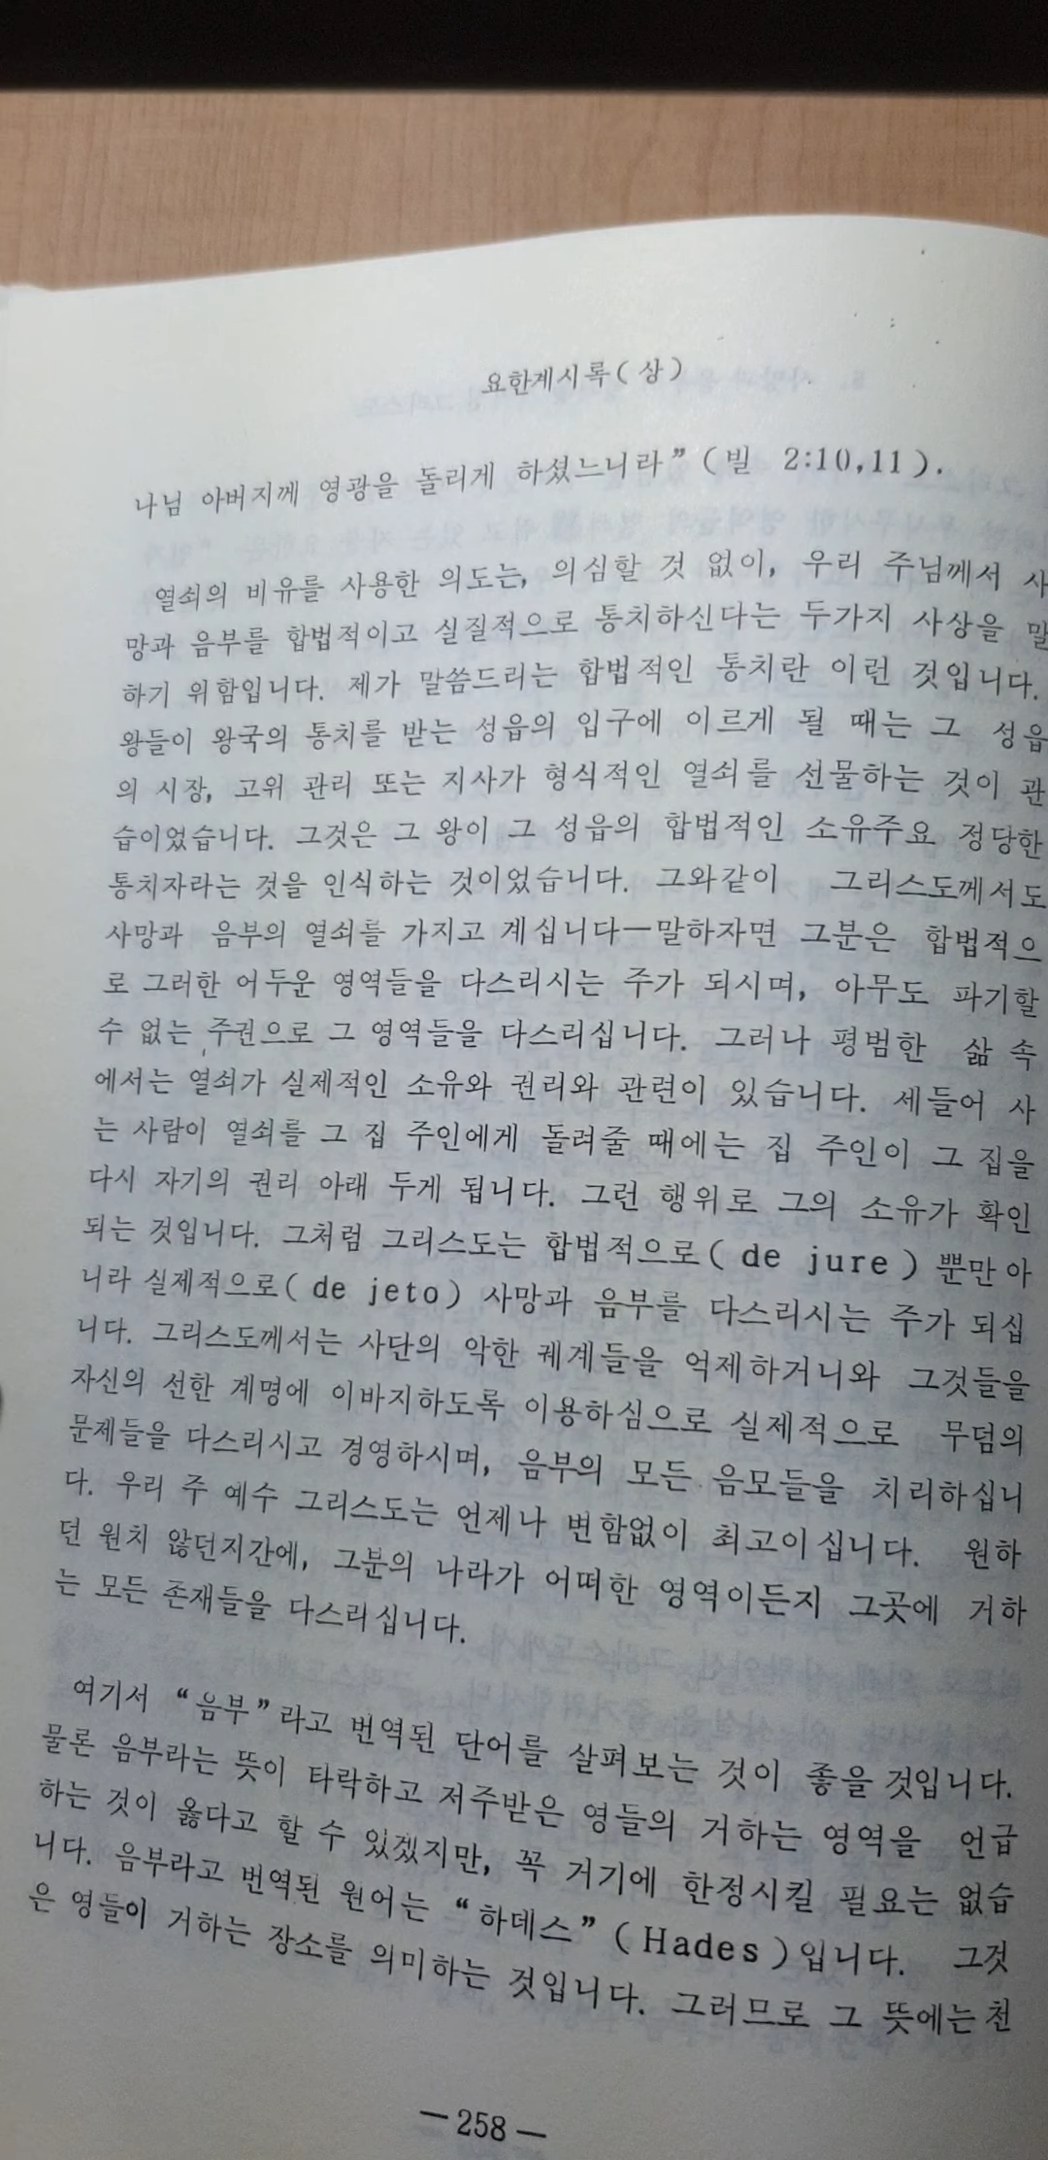 요한계시록(상)
나님 아버지께 영광을 돌리게 하셨느니라”(빌 2:10,11).
열쇠의 비유를 사용한 의도는, 의심할 것 없이, 우리 주님께서 사
망과 음부를 합법적이고 실질적으로 통치하신다는 두가지 사상을 말
하기 위함입니다. 제가 말씀드리는 합법적인 통치란 이런 것입니다.
왕들이 왕국의 통치를 받는 성읍의 입구에 이르게 될 때는 그 성읍
의 시장, 고위 관리 또는 지사가 형식적인 열쇠를 선물하는 것이 관
습이었습니다. 그것은 그 왕이 그 성읍의 합법적인 소유주요 정당한
통치자라는 것을 인식하는 것이었습니다. 그와같이 그리스도께서도
사망과 음부의 열쇠를 가지고 계십니다—말하자면 그분은 합법적으
로 그러한 어두운 영역들을 다스리시는 주가 되시며, 아무도 파기할
수 없는 주권으로 그 영역들을 다스리십니다. 그러나 평범한 삶 속
에서는 열쇠가 실제적인 소유와 권리와 관련이 있습니다. 세들어 사
는 사람이 열쇠를 그 집 주인에게 돌려줄 때에는 집 주인이 그 집을
다시 자기의 권리 아래 두게 됩니다. 그런 행위로 그의 소유가 확인
되는 것입니다. 그처럼 그리스도는 합법적으로(de jure) 뿐만 아
니라 실제적으로(de jeto) 사망과 음부를 다스리시는 주가 되십
니다. 그리스도께서는 사단의 악한 궤계들을 억제하거니와 그것들을
자신의 선한 계명에 이바지하도록 이용하심으로 실제적으로 무덤의
문제들을 다스리시고 경영하시며, 음부의 모든 음모들을 치리하십니
다. 우리 주 예수 그리스도는 언제나 변함없이 최고이십니다. 원하
던 원치 않던지간에, 그분의 나라가 어떠한 영역이든지 그곳에 거하
는 모든 존재들을 다스리십니다.
여기서 “음부”라고 번역된 단어를 살펴보는 것이 좋을 것입니다.
물론 음부라는 뜻이 타락하고 저주받은 영들의 거하는 영역을 언급
하는 것이 옳다고 할 수 있겠지만, 꼭 거기에 한정시킬 필요는 없습
니다. 음부라고 번역된 원어는 “하데스”(Hades)입니다. 그것
은 영들이 거하는 장소를 의미하는 것입니다. 그러므로 그 뜻에는 천
—258—